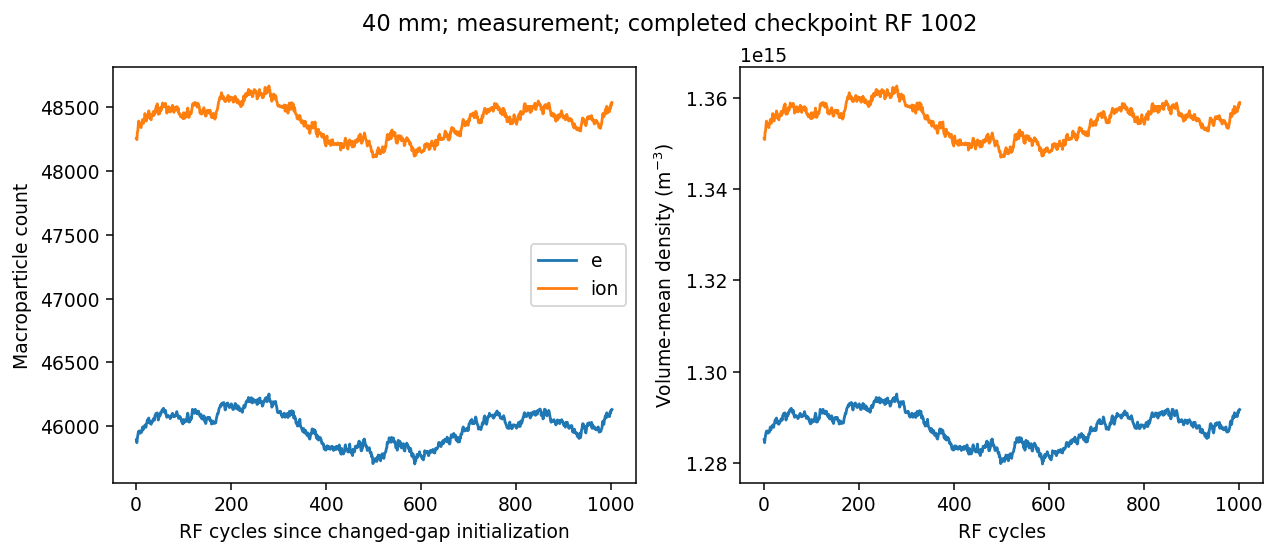 40 mm; measurement; completed checkpoint RF 1002
Macroparticle count
48500
48000
47500
47000
46500
46000
0 200 400 600 800 1000
RF cycles since changed-gap initialization
e
ion
1e15
Volume-mean density (m⁻³)
1.36
1.34
1.32
1.30
1.28
0 200 400 600 800 1000
RF cycles